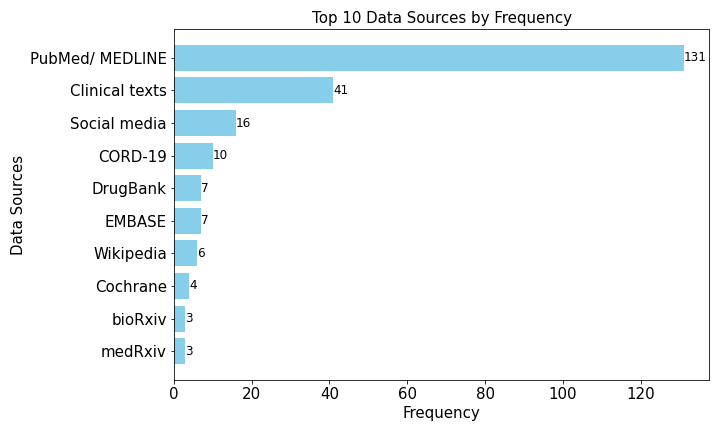 Top 10 Data Sources by Frequency
Data Sources
PubMed/ MEDLINE 131
Clinical texts 41
Social media 16
CORD-19 10
DrugBank 7
EMBASE 7
Wikipedia 6
Cochrane 4
bioRxiv 3
medRxiv 3
0 20 40 60 80 100 120
Frequency